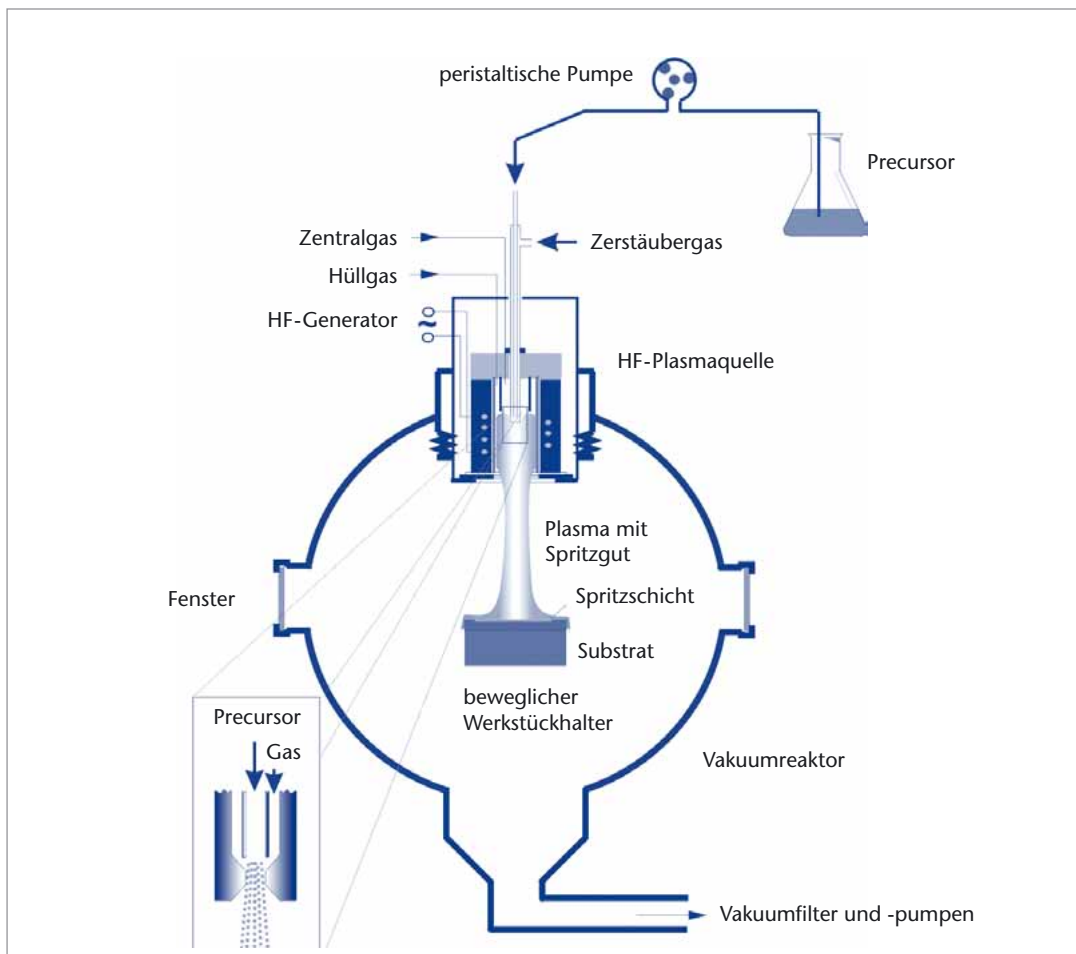 peristaltische Pumpe
Precursor
Zentralgas
Zerstäubergas
Hüllgas
HF-Generator
HF-Plasmaquelle
Plasma mit
Spritzgut
Fenster
Spritzschicht
Substrat
beweglicher
Werkstückhalter
Precursor
Gas
Vakuumreaktor
Vakuumfilter und -pumpen